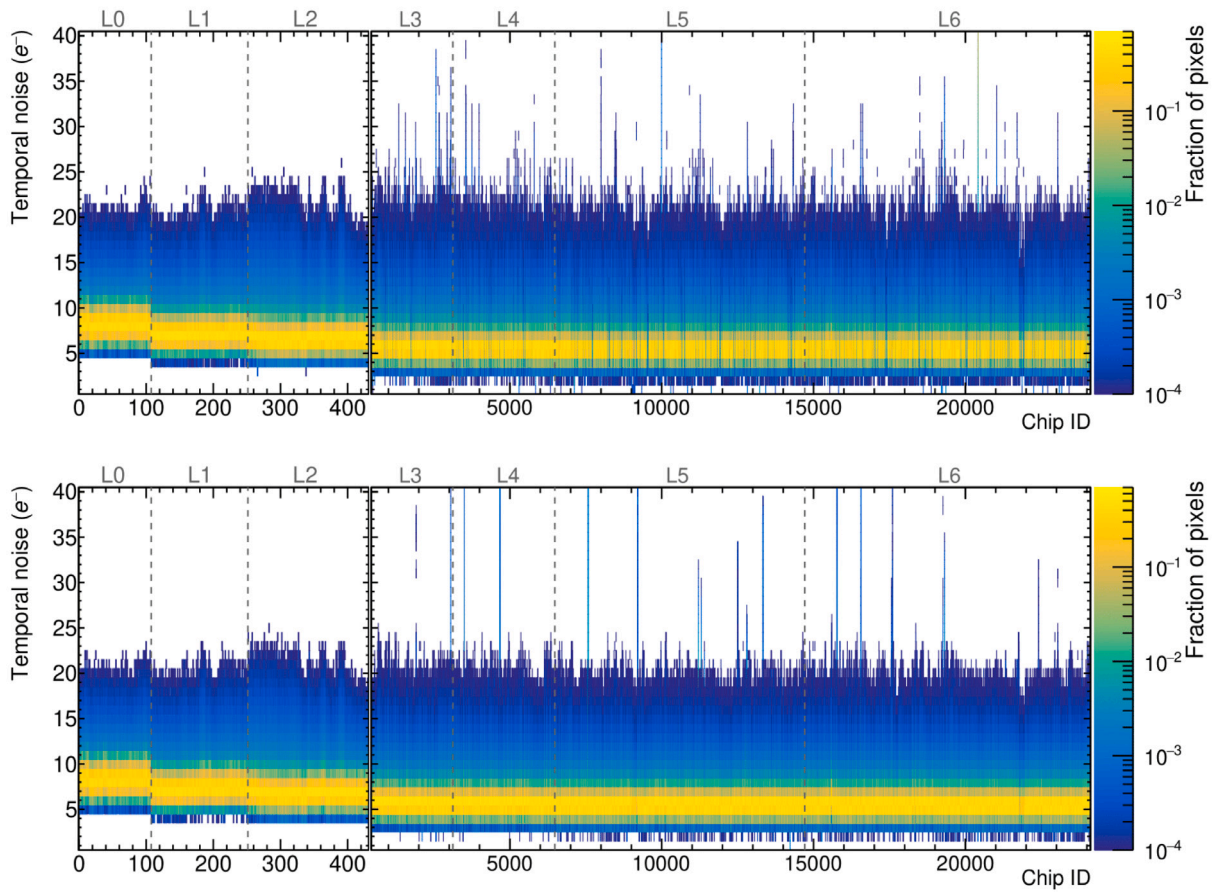 L0 L1 L2 L3 L4 L5 L6
Temporal noise (e⁻)
40
35
30
25
20
15
10
5
0 100 200 300 400 5000 10000 15000 20000
Chip ID
Fraction of pixels
10⁻¹
10⁻²
10⁻³
10⁻⁴
L0 L1 L2 L3 L4 L5 L6
Temporal noise (e⁻)
40
35
30
25
20
15
10
5
0 100 200 300 400 5000 10000 15000 20000
Chip ID
Fraction of pixels
10⁻¹
10⁻²
10⁻³
10⁻⁴